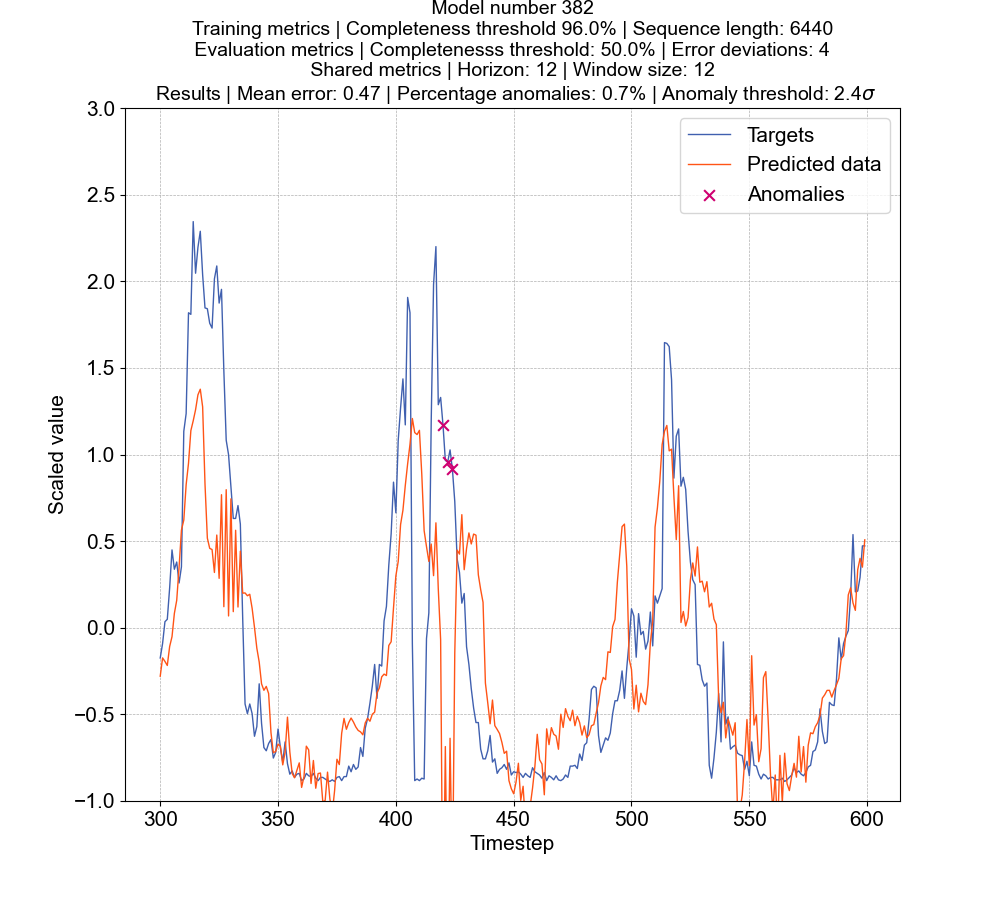 Model number 382
Training metrics | Completeness threshold 96.0% | Sequence length: 6440
Evaluation metrics | Completenesss threshold: 50.0% | Error deviations: 4
Shared metrics | Horizon: 12 | Window size: 12
Results | Mean error: 0.47 | Percentage anomalies: 0.7% | Anomaly threshold: 2.4σ
Targets
Predicted data
Anomalies
3.0
2.5
2.0
1.5
1.0
0.5
0.0
−0.5
−1.0
Scaled value
300
350
400
450
500
550
600
Timestep